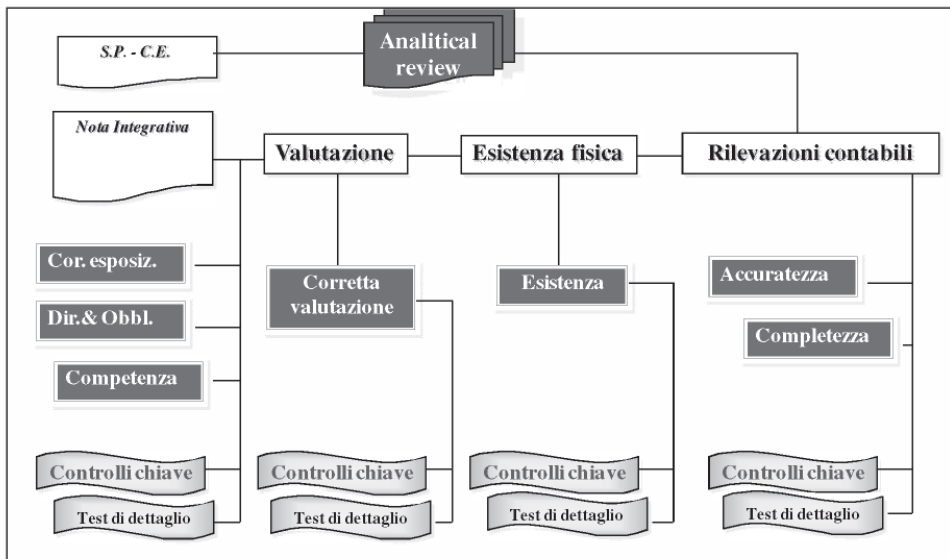 S.P. - C.E.
Analitical
review
Nota Integrativa
Valutazione
Esistenza fisica
Rilevazioni contabili
Cor. esposiz.
Dir.& Obbl.
Competenza
Corretta
valutazione
Esistenza
Accuratezza
Completezza
Controlli chiave
Test di dettaglio
Controlli chiave
Test di dettaglio
Controlli chiave
Test di dettaglio
Controlli chiave
Test di dettaglio